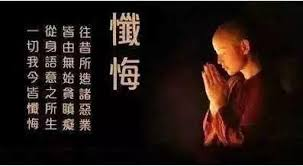 懺悔
往昔所造諸惡業
皆由無始貪瞋癡
從身語意之所生
一切我今皆懺悔